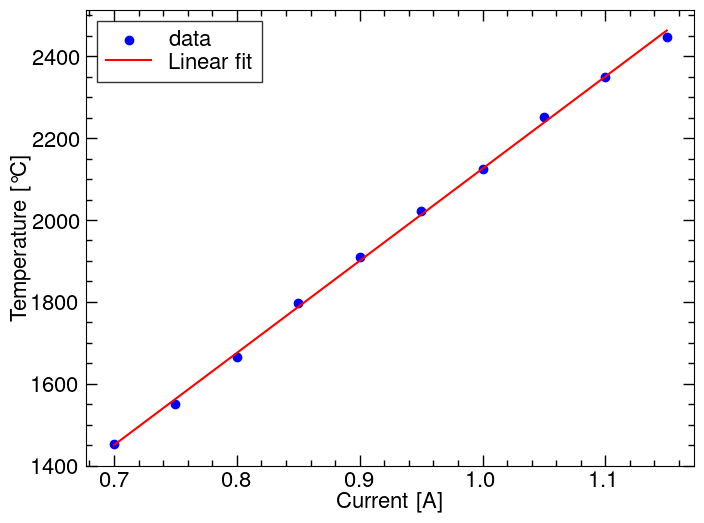 data
Linear fit
2400
2200
2000
1800
1600
1400
Temperature [°C]
0.7 0.8 0.9 1.0 1.1
Current [A]